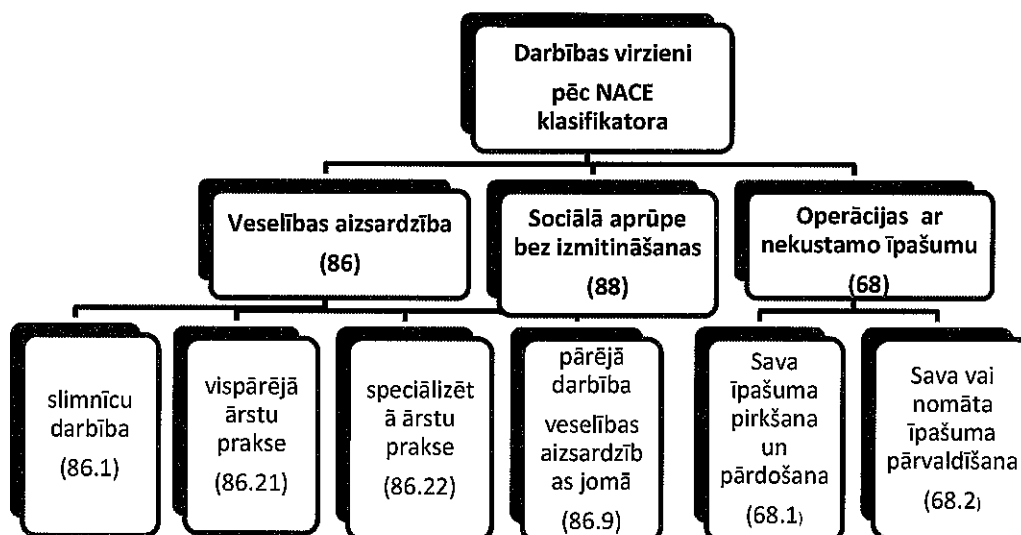 Darbības virzieni
pēc NACE
klasifikatora
Veselības aizsardzība
(86)
Sociālā aprūpe
bez izmitināšanas
(88)
Operācijas ar
nekustamo īpašumu
(68)
slimnīcu
darbība
(86.1)
vispārējā
ārstu
prakse
(86.21)
speciālizēt
ā ārstu
prakse
(86.22)
pārējā
darbība
veselības
aizsardzīb
as jomā
(86.9)
Sava
īpašuma
pirkšana
un
pārdošana
(68.1)
Sava vai
nomāta
īpašuma
pārvaldīšana
(68.2)